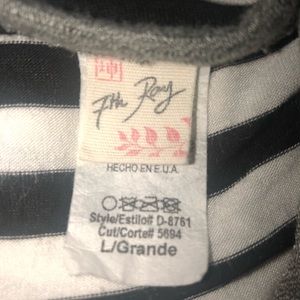 7th Ray
HECHO EN E.U.A.
Style/Estilo# D-8761
Cut/Corte# 5694
L/Grande